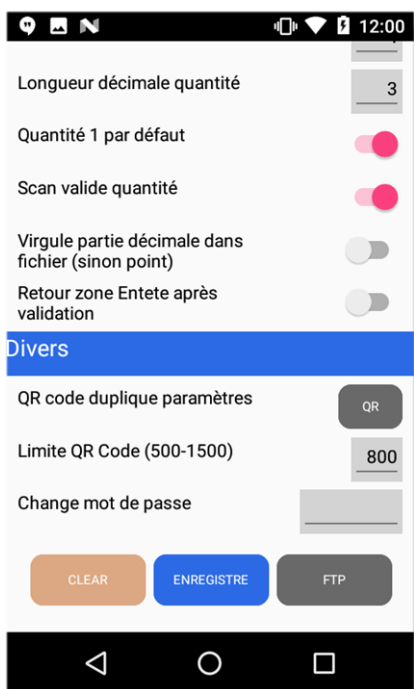 12:00
Longueur décimale quantité
3
Quantité 1 par défaut
Scan valide quantité
Virgule partie décimale dans
fichier (sinon point)
Retour zone Entete après
validation
Divers
QR code duplique paramètres
QR
Limite QR Code (500-1500)
800
Change mot de passe
CLEAR
ENREGISTRE
FTP